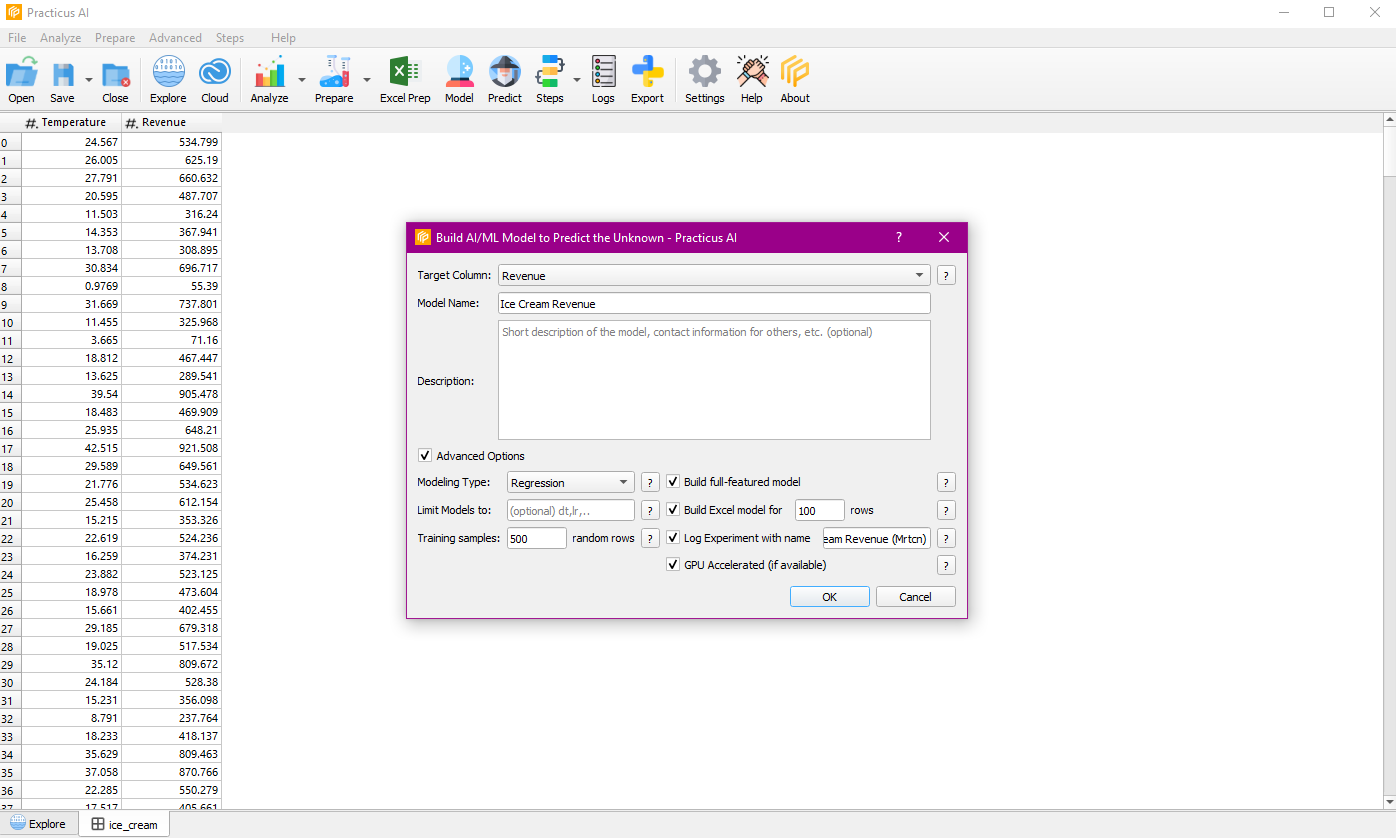 Practicus AI
File Analyze Prepare Advanced Steps Help
Open Save Close Explore Cloud Analyze Prepare Excel Prep Model Predict Steps Logs Export Settings Help About
#. Temperature #. Revenue
0 24.567 534.799
1 26.005 625.19
2 27.791 660.632
3 20.595 487.707
4 11.503 316.24
5 14.353 367.941
6 13.708 308.895
7 30.834 696.717
8 0.9769 55.39
9 31.669 737.801
10 11.455 325.968
11 3.665 71.16
12 18.812 467.447
13 13.625 289.541
14 39.54 905.478
15 18.483 469.909
16 25.935 648.21
17 42.515 921.508
18 29.589 649.561
19 21.776 534.623
20 25.458 612.154
21 15.215 353.326
22 22.619 524.236
23 16.259 374.231
24 23.882 523.125
25 18.978 473.604
26 15.661 402.455
27 29.185 679.318
28 19.025 517.534
29 35.12 809.672
30 24.184 528.38
31 15.231 356.098
32 8.791 237.764
33 18.233 418.137
34 35.629 809.463
35 37.058 870.766
36 22.285 550.279
37 17.517 405.661
Build AI/ML Model to Predict the Unknown - Practicus AI ?
Target Column: Revenue ?
Model Name: Ice Cream Revenue
Short description of the model, contact information for others, etc. (optional)
Description:
Advanced Options
Modeling Type: Regression ? Build full-featured model ?
Limit Models to: (optional) dt,lr,.. ? Build Excel model for 100 rows ?
Training samples: 500 random rows ? Log Experiment with name eam Revenue (Mrtcn) ?
GPU Accelerated (if available) ?
OK Cancel
Explore ice_cream